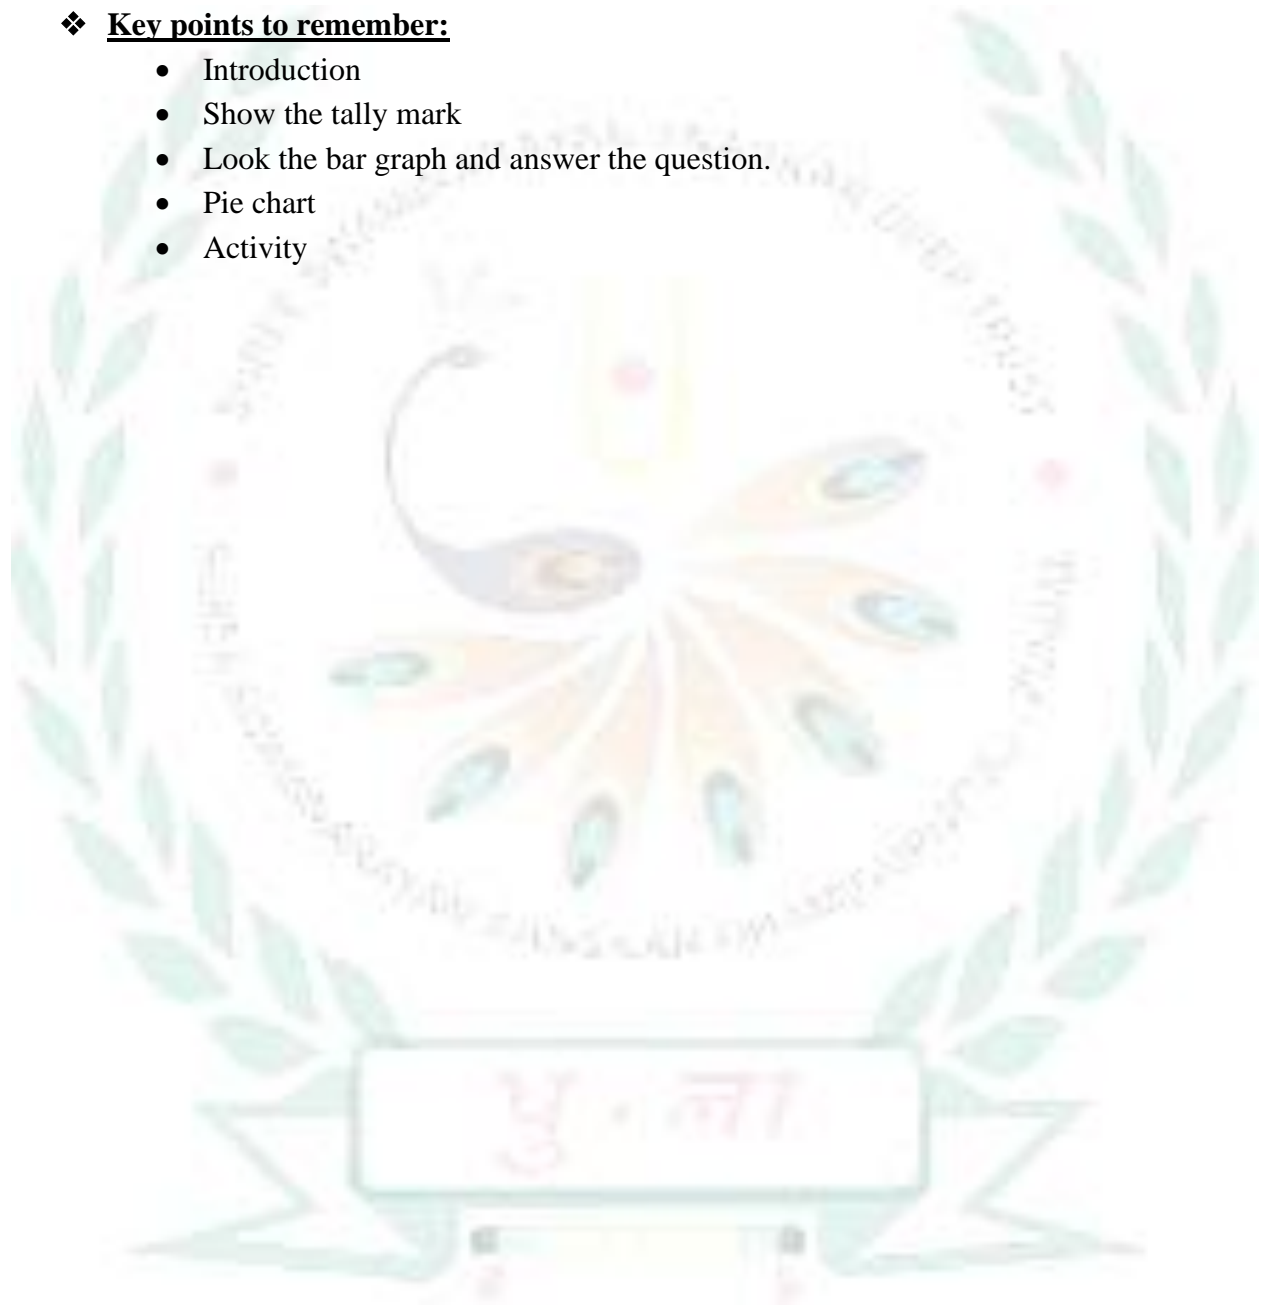 ❖ Key points to remember:
• Introduction
• Show the tally mark
• Look the bar graph and answer the question.
• Pie chart
• Activity